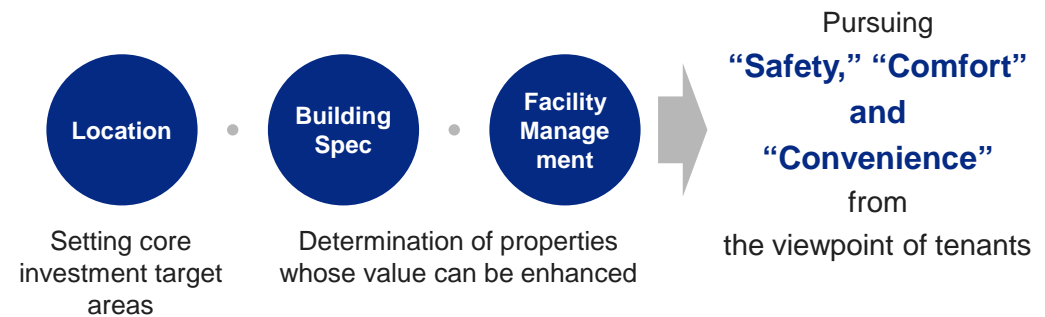 Location
Building
Spec
Facility
Manage
ment
Setting core
investment target
areas
Determination of properties
whose value can be enhanced
Pursuing
“Safety,” “Comfort”
and
“Convenience”
from
the viewpoint of tenants